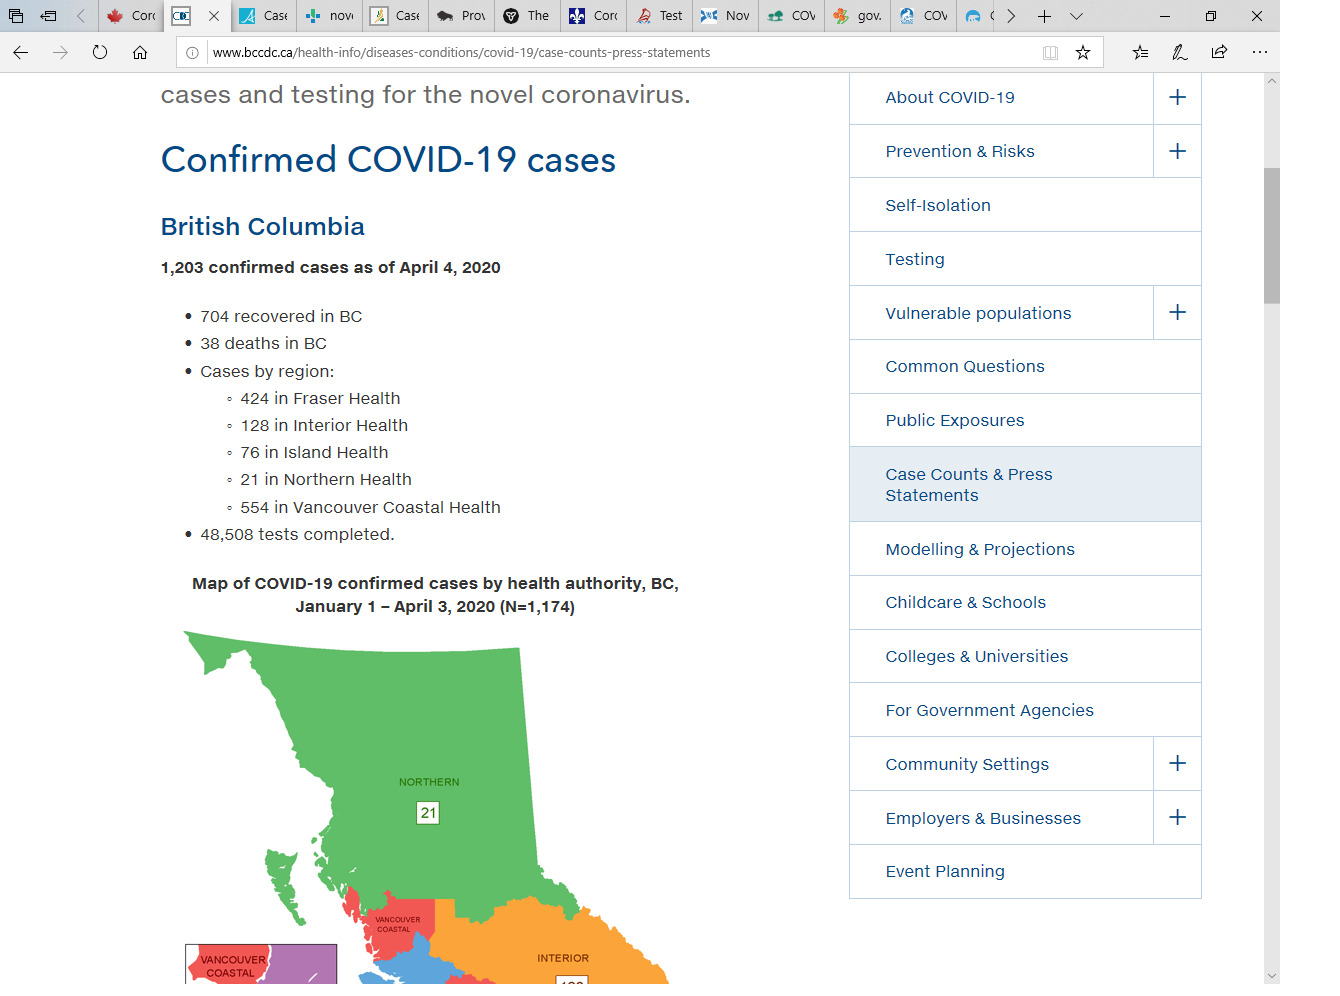 Core
Case
nov
Case
Prov
The
Core
Test
Nov
COV
gov.
COV
www.bccdc.ca/health-info/diseases-conditions/covid-19/case-counts-press-statements
cases and testing for the novel coronavirus.
Confirmed COVID-19 cases
British Columbia
1,203 confirmed cases as of April 4, 2020
• 704 recovered in BC
• 38 deaths in BC
• Cases by region:
◦ 424 in Fraser Health
◦ 128 in Interior Health
◦ 76 in Island Health
◦ 21 in Northern Health
◦ 554 in Vancouver Coastal Health
• 48,508 tests completed.
Map of COVID-19 confirmed cases by health authority, BC,
January 1 – April 3, 2020 (N=1,174)
NORTHERN
21
VANCOUVER
COASTAL
INTERIOR
VANCOUVER
COASTAL
About COVID-19
Prevention & Risks
Self-Isolation
Testing
Vulnerable populations
Common Questions
Public Exposures
Case Counts & Press
Statements
Modelling & Projections
Childcare & Schools
Colleges & Universities
For Government Agencies
Community Settings
Employers & Businesses
Event Planning